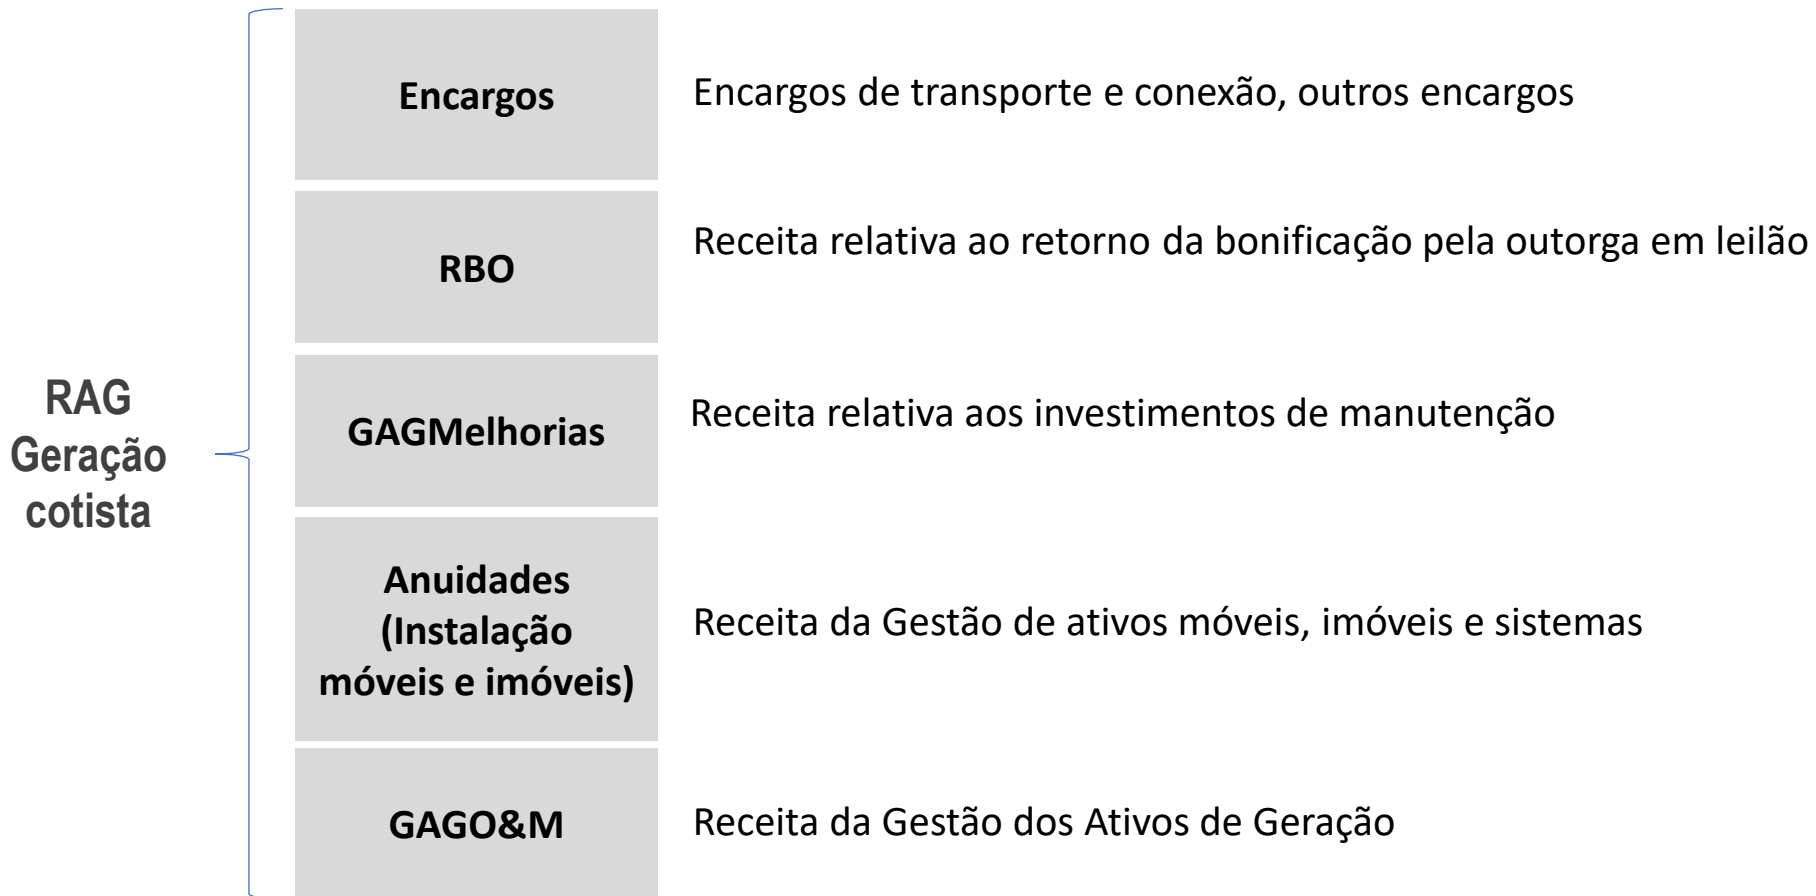 RAG
Geração
cotista
Encargos
Encargos de transporte e conexão, outros encargos
RBO
Receita relativa ao retorno da bonificação pela outorga em leilão
GAGMelhorias
Receita relativa aos investimentos de manutenção
Anuidades
(Instalação
móveis e imóveis)
Receita da Gestão de ativos móveis, imóveis e sistemas
GAGO&M
Receita da Gestão dos Ativos de Geração